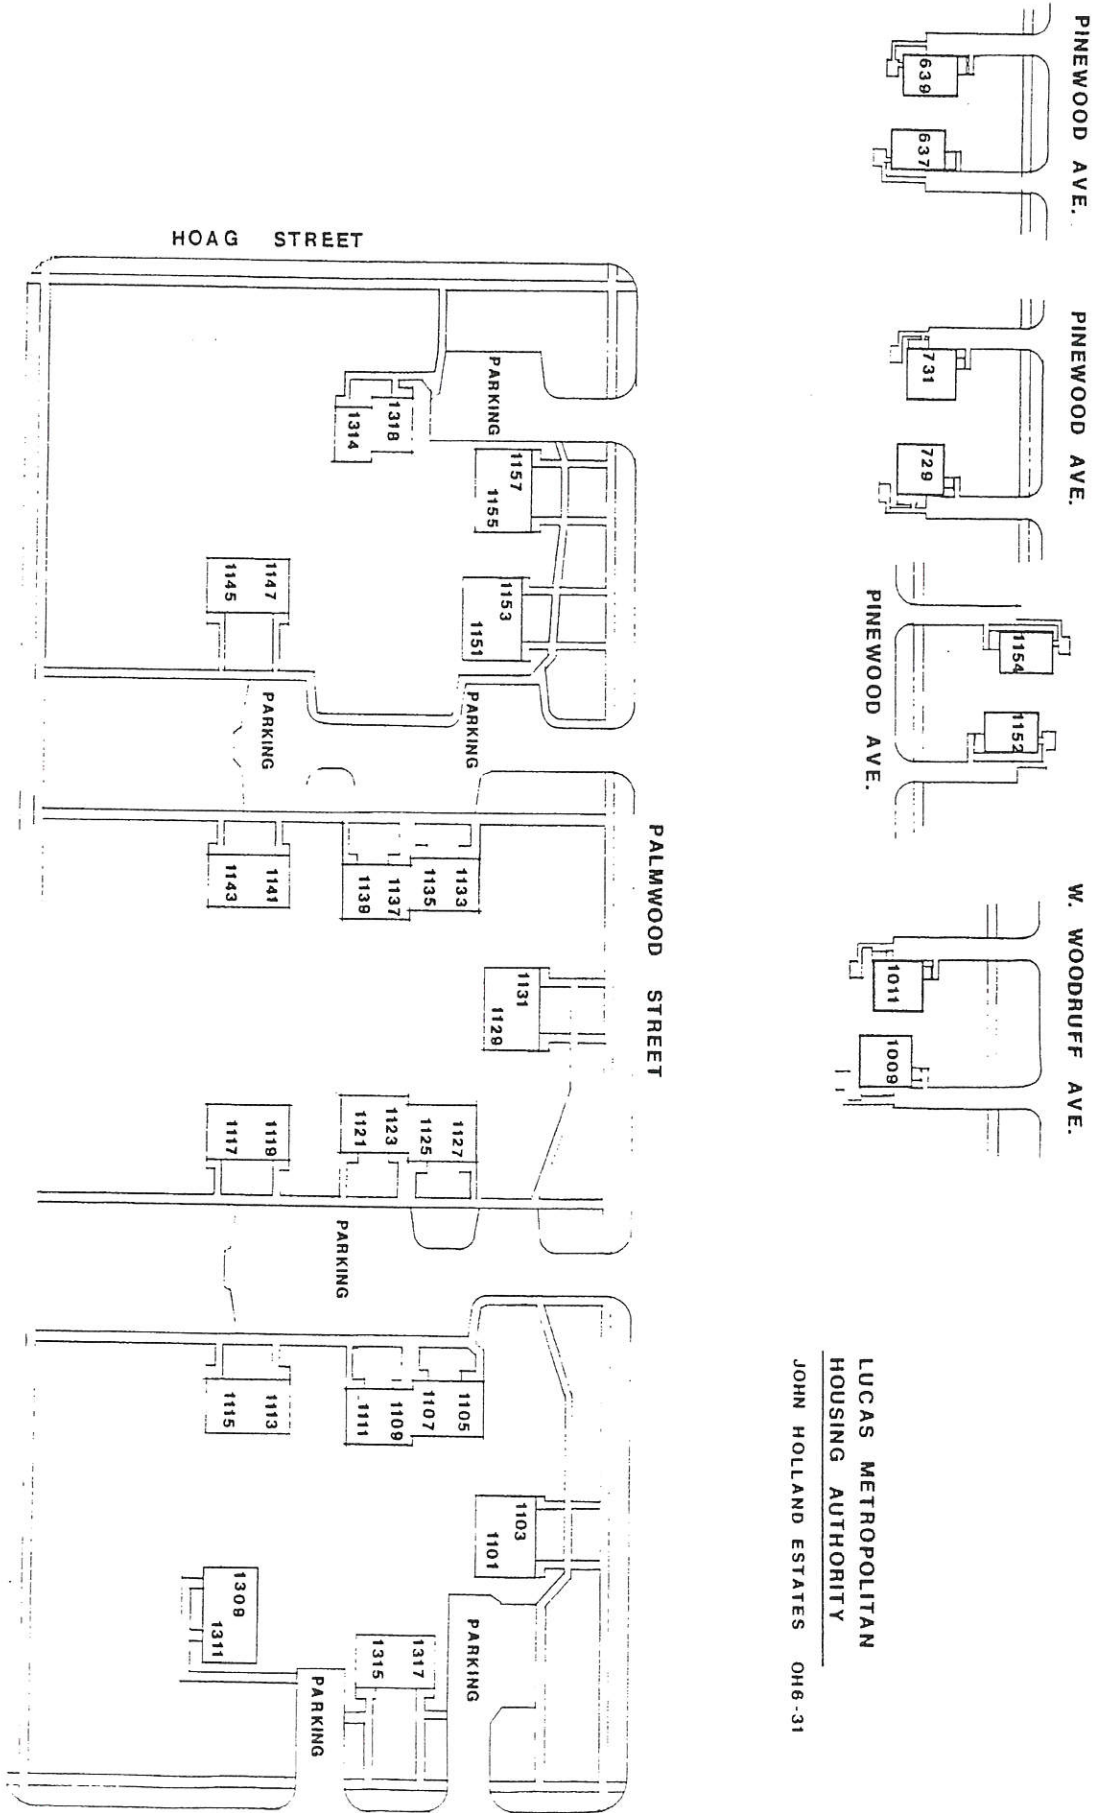 PINEWOOD AVE.
639
637
PINEWOOD AVE.
731
729
PINEWOOD AVE.
1154
1152
W. WOODRUFF AVE.
1011
1009
LUCAS METROPOLITAN
HOUSING AUTHORITY
JOHN HOLLAND ESTATES OH6-31
HOAG STREET
PALMWOOD STREET
PARKING
1318
1314
1157
1155
1153
1151
1147
1145
PARKING
PARKING
1133
1135
1137
1139
1141
1143
1131
1129
1127
1125
1123
1121
1119
1117
PARKING
1105
1107
1109
1111
1113
1115
1103
1101
PARKING
1317
1315
1309
1311
PARKING